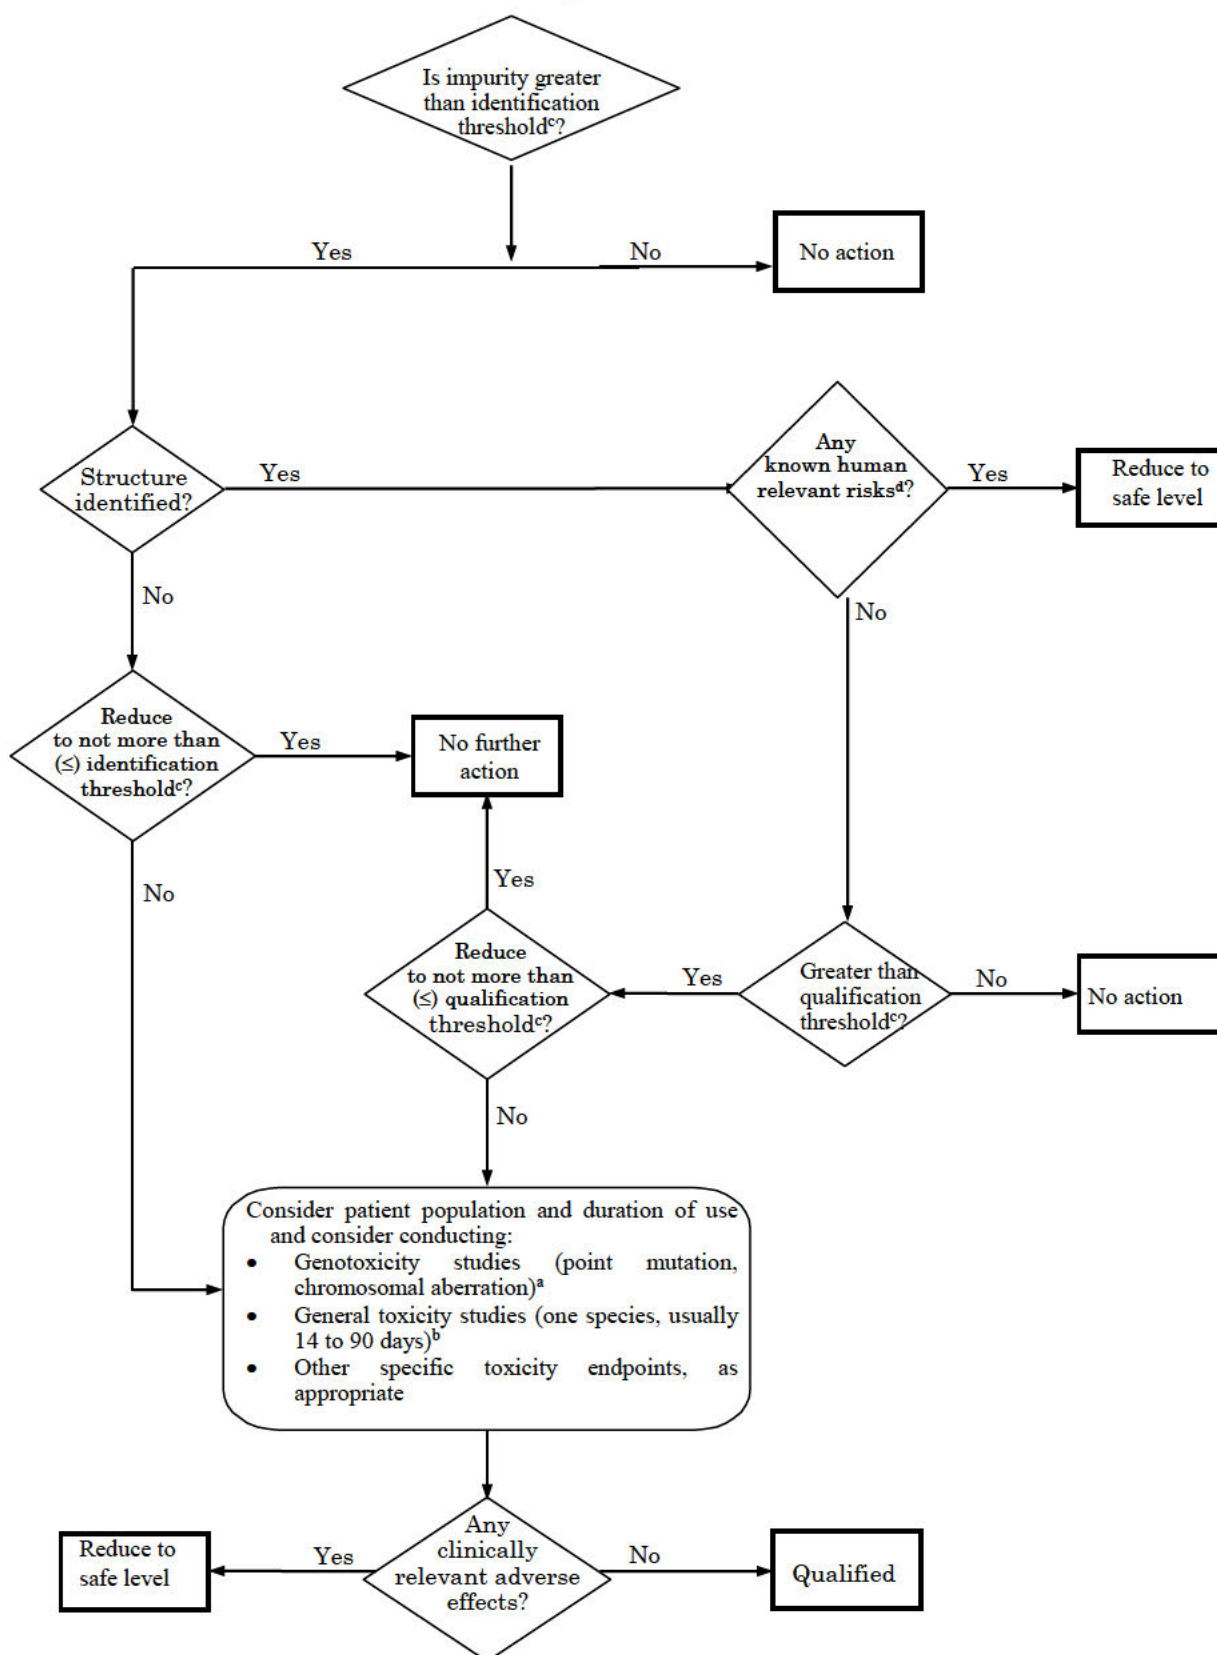 Is impurity greater
than identification
thresholdᶜ?
Yes
No
No action
Structure
identified?
Yes
Any
known human
relevant risksᵈ?
Yes
Reduce to
safe level
No
No
Reduce
to not more than
(≤) identification
thresholdᶜ?
Yes
No further
action
No
Yes
Reduce
to not more than
(≤) qualification
thresholdᶜ?
Yes
Greater than
qualification
thresholdᶜ?
No
No action
No
Consider patient population and duration of use
and consider conducting:
• Genotoxicity studies (point mutation,
chromosomal aberration)ᵃ
• General toxicity studies (one species, usually
14 to 90 days)ᵇ
• Other specific toxicity endpoints, as
appropriate
Reduce to
safe level
Yes
Any
clinically
relevant adverse
effects?
No
Qualified